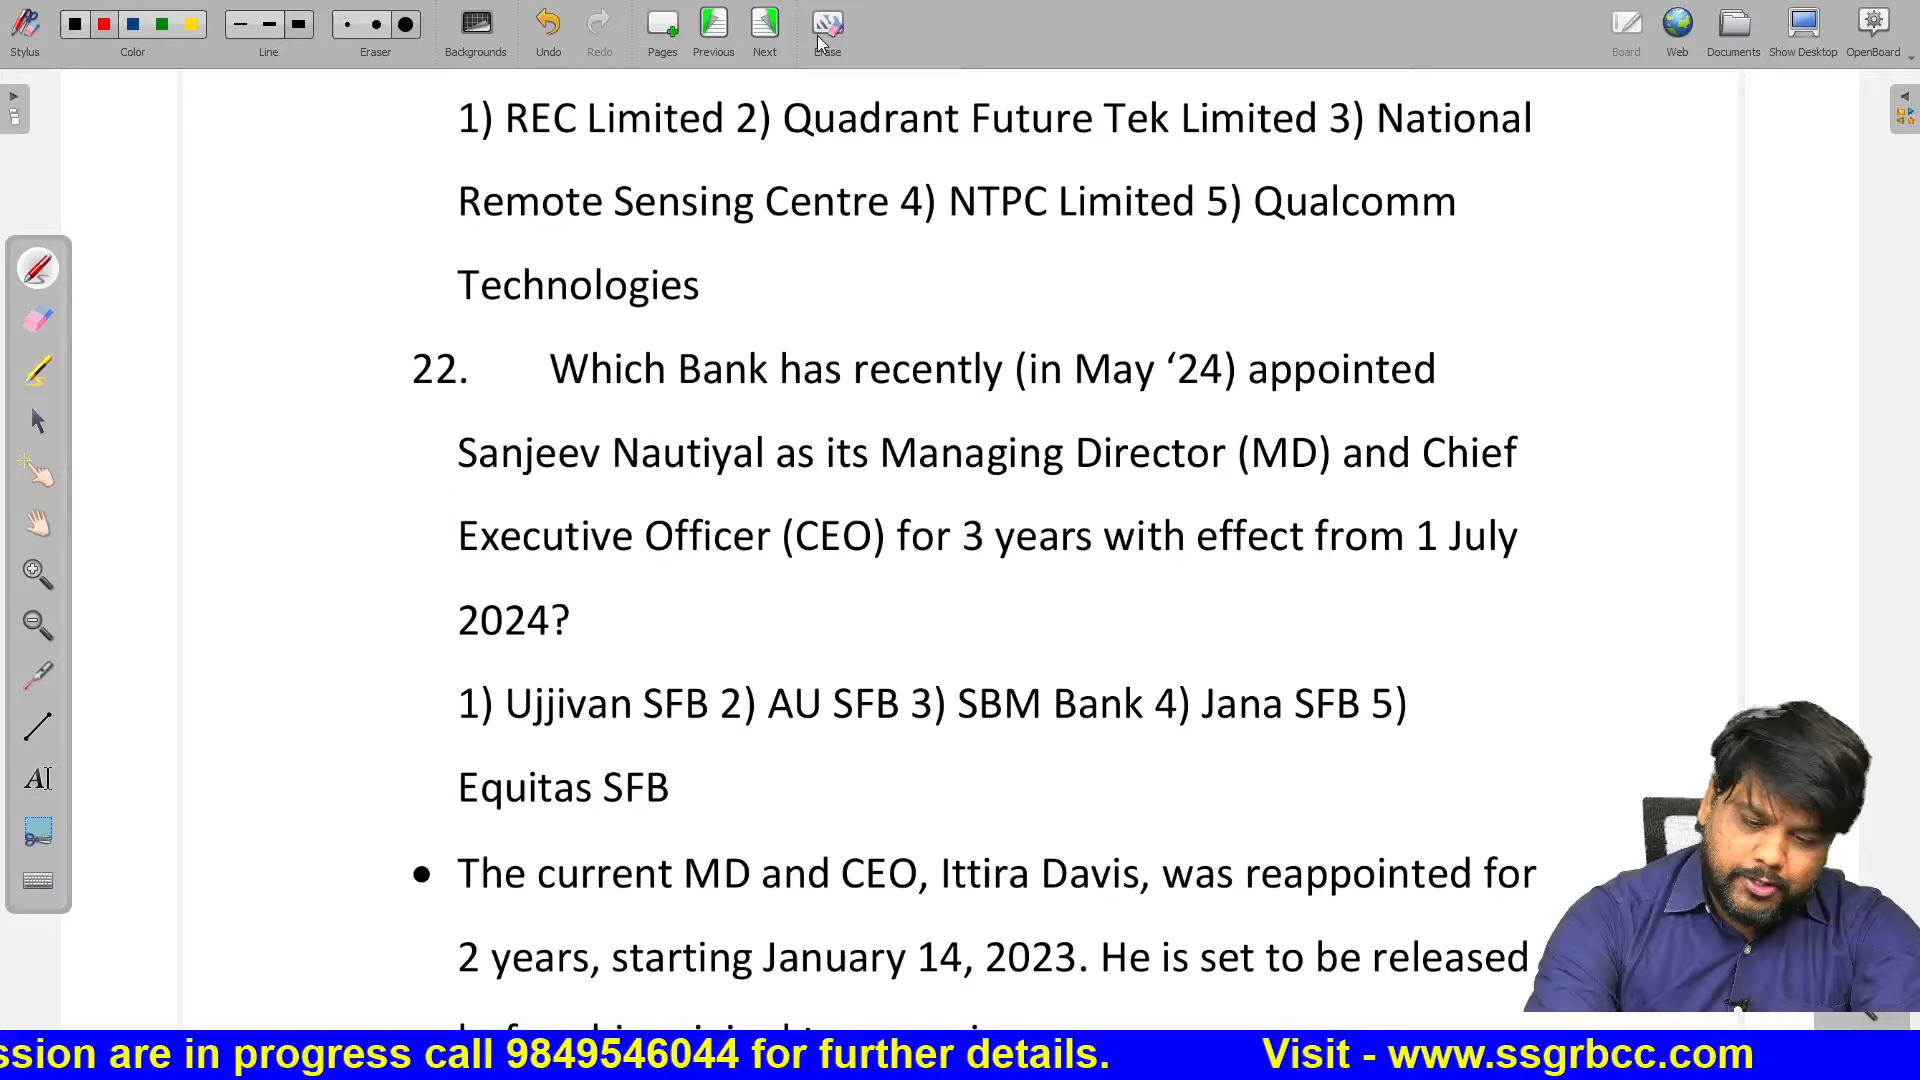 Stylus
Color
Line
Eraser
Backgrounds
Undo
Redo
Pages
Previous
Next
Erase
Board
Web
Documents
Show Desktop
OpenBoard
1) REC Limited 2) Quadrant Future Tek Limited 3) National
Remote Sensing Centre 4) NTPC Limited 5) Qualcomm
Technologies
22. Which Bank has recently (in May ‘24) appointed
Sanjeev Nautiyal as its Managing Director (MD) and Chief
Executive Officer (CEO) for 3 years with effect from 1 July
2024?
1) Ujjivan SFB 2) AU SFB 3) SBM Bank 4) Jana SFB 5)
Equitas SFB
• The current MD and CEO, Ittira Davis, was reappointed for
2 years, starting January 14, 2023. He is set to be released
ssion are in progress call 9849546044 for further details. Visit - www.ssgrbcc.com